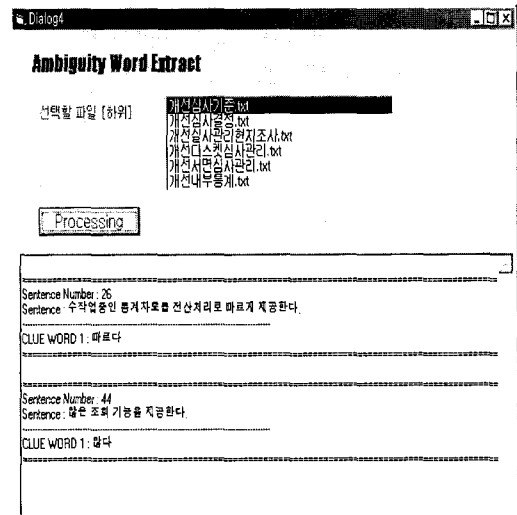 Dialog4
Ambiguity Word Extract
선택할 파일 [하위]
개선심사기준.txt
개선심사결정.txt
개선실사관리현지조사.txt
개선디스켓심사관리.txt
개선서면심사관리.txt
개선내부통계.txt
Processing
Sentence Number : 26
Sentence : 수작업중인 통계자료를 전산처리로 빠르게 제공한다.
CLUE WORD 1 : 빠르다
Sentence Number : 44
Sentence : 많은 조회 기능을 제공한다.
CLUE WORD 1 : 많다